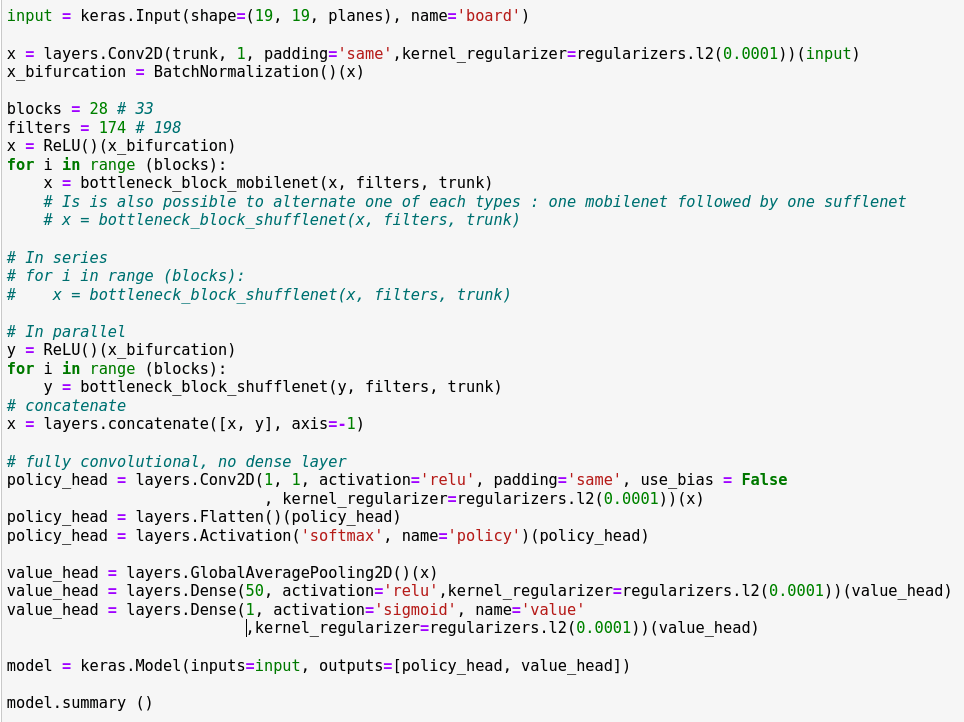 input = keras.Input(shape=(19, 19, planes), name='board')

x = layers.Conv2D(trunk, 1, padding='same',kernel_regularizer=regularizers.l2(0.0001))(input)
x_bifurcation = BatchNormalization()(x)

blocks = 28 # 33
filters = 174 # 198
x = ReLU()(x_bifurcation)
for i in range (blocks):
    x = bottleneck_block_mobilenet(x, filters, trunk)
    # Is is also possible to alternate one of each types : one mobilenet followed by one sufflenet
    # x = bottleneck_block_shufflenet(x, filters, trunk)

# In series
# for i in range (blocks):
#    x = bottleneck_block_shufflenet(x, filters, trunk)

# In parallel
y = ReLU()(x_bifurcation)
for i in range (blocks):
    y = bottleneck_block_shufflenet(y, filters, trunk)
# concatenate
x = layers.concatenate([x, y], axis=-1)

# fully convolutional, no dense layer
policy_head = layers.Conv2D(1, 1, activation='relu', padding='same', use_bias = False
                            , kernel_regularizer=regularizers.l2(0.0001))(x)
policy_head = layers.Flatten()(policy_head)
policy_head = layers.Activation('softmax', name='policy')(policy_head)

value_head = layers.GlobalAveragePooling2D()(x)
value_head = layers.Dense(50, activation='relu',kernel_regularizer=regularizers.l2(0.0001))(value_head)
value_head = layers.Dense(1, activation='sigmoid', name='value'
                          ,kernel_regularizer=regularizers.l2(0.0001))(value_head)

model = keras.Model(inputs=input, outputs=[policy_head, value_head])

model.summary ()